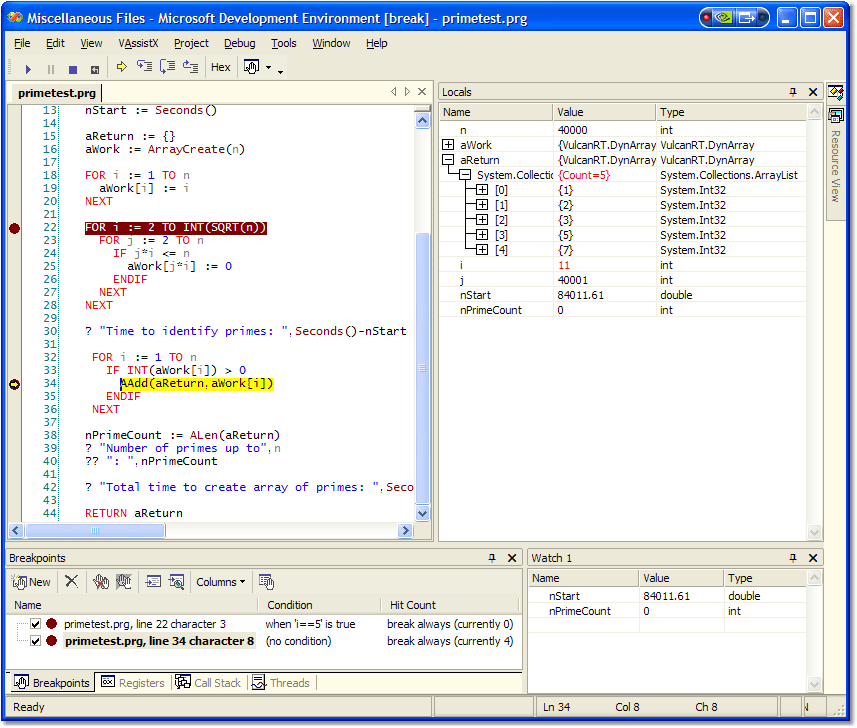 Miscellaneous Files - Microsoft Development Environment [break] - primetest.prg
File Edit View VAssistX Project Debug Tools Window Help
Hex
primetest.prg
13 nStart := Seconds()
14
15 aReturn := {}
16 aWork := ArrayCreate(n)
17
18 FOR i := 1 TO n
19 aWork[i] := i
20 NEXT
21
22 FOR i := 2 TO INT(SQRT(n))
23 FOR j := 2 TO n
24 IF j*i <= n
25 aWork[j*i] := 0
26 ENDIF
27 NEXT
28 NEXT
29
30 ? "Time to identify primes: ",Seconds()-nStart
31
32 FOR i := 1 TO n
33 IF INT(aWork[i]) > 0
34 AAdd(aReturn,aWork[i])
35 ENDIF
36 NEXT
37
38 nPrimeCount := ALen(aReturn)
39 ? "Number of primes up to",n
40 ?? ": ",nPrimeCount
41
42 ? "Total time to create array of primes: ",Seco
43
44 RETURN aReturn
Locals
Name Value Type
n 40000 int
aWork {VulcanRT.DynArray VulcanRT.DynArray
aReturn {VulcanRT.DynArray VulcanRT.DynArray
System.Collectic {Count=5} System.Collections.ArrayList
[0] {1} System.Int32
[1] {2} System.Int32
[2] {3} System.Int32
[3] {5} System.Int32
[4] {7} System.Int32
i 11 int
j 40001 int
nStart 84011.61 double
nPrimeCount 0 int
Resource View
Breakpoints
New Columns
Name Condition Hit Count
primetest.prg, line 22 character 3 when 'i==5' is true break always (currently 0)
primetest.prg, line 34 character 8 (no condition) break always (currently 4)
Breakpoints Registers Call Stack Threads
Watch 1
Name Value Type
nStart 84011.61 double
nPrimeCount 0 int
Ready Ln 34 Col 8 Ch 8